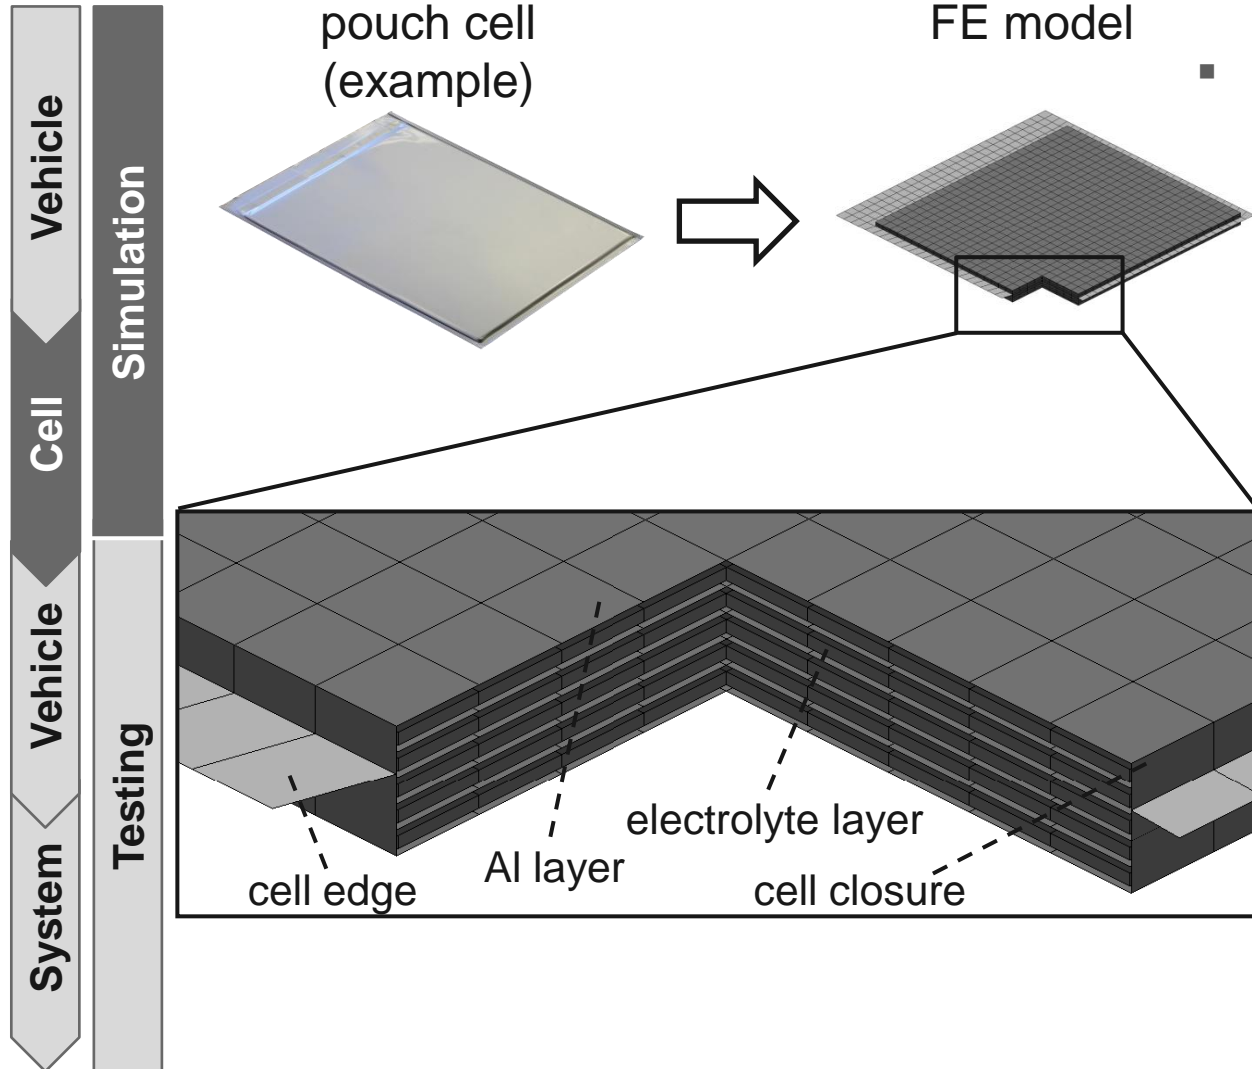 pouch cell
(example)
FE model
Vehicle
Cell
Vehicle
System
Simulation
Testing
electrolyte layer
Al layer
cell edge
cell closure